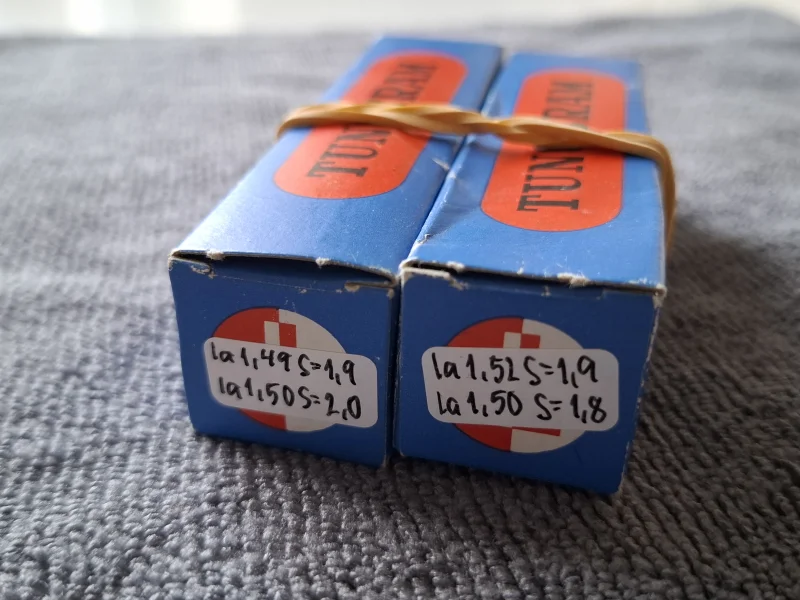 TUNGSRAM
TUNGSRAM
Ia 1,49 S=1,9
Ia 1,50 S=2,0
Ia 1,52 S=1,9
Ia 1,50 S=1,8